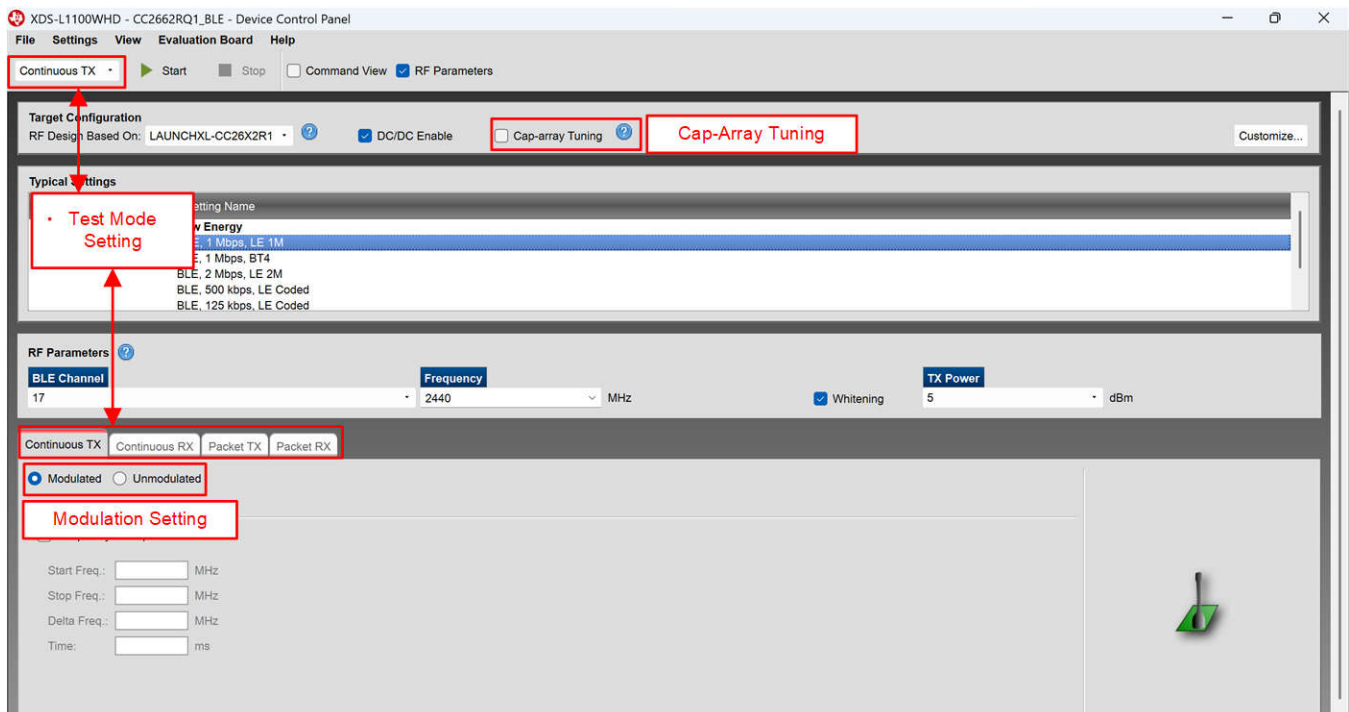 XDS-L1100WHD - CC2662RQ1_BLE - Device Control Panel
File Settings View Evaluation Board Help
Continuous TX Start Stop Command View RF Parameters
Target Configuration
RF Design Based On: LAUNCHXL-CC26X2R1 ? DC/DC Enable Cap-array Tuning ? Cap-Array Tuning Customize...
Typical Settings
Setting Name
Energy
1 Mbps, LE 1M
1 Mbps, BT4
BLE, 2 Mbps, LE 2M
BLE, 500 kbps, LE Coded
BLE, 125 kbps, LE Coded
• Test Mode
Setting
RF Parameters ?
BLE Channel Frequency TX Power
17 2440 MHz Whitening 5 dBm
Continuous TX Continuous RX Packet TX Packet RX
Modulated Unmodulated
Modulation Setting
Start Freq.: MHz
Stop Freq.: MHz
Delta Freq.: MHz
Time: ms